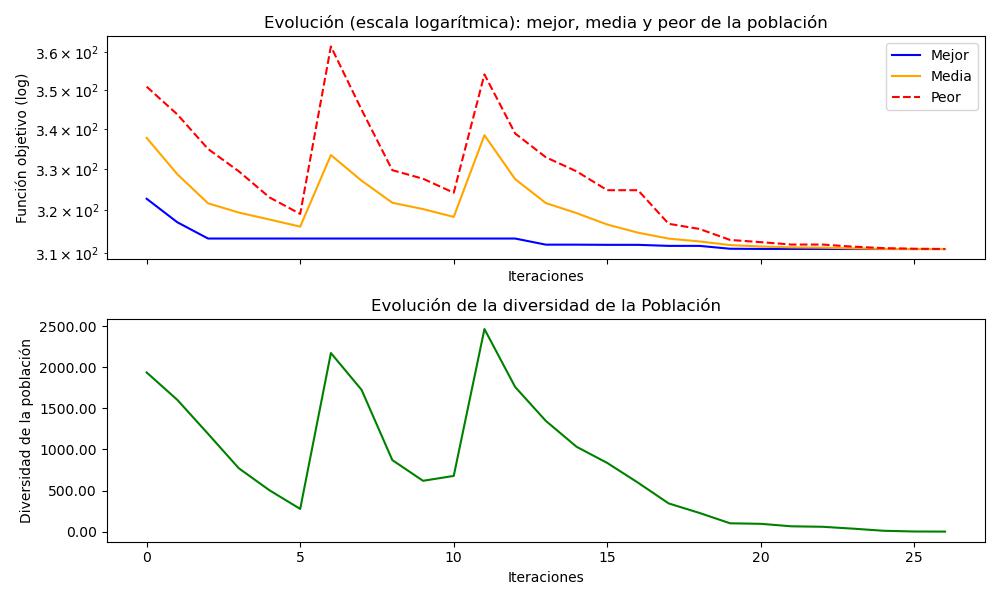 Evolución (escala logarítmica): mejor, media y peor de la población
3.6 × 10²
3.5 × 10²
3.4 × 10²
3.3 × 10²
3.2 × 10²
3.1 × 10²
Función objetivo (log)
Mejor
Media
Peor
Iteraciones
Evolución de la diversidad de la Población
2500.00
2000.00
1500.00
1000.00
500.00
0.00
Diversidad de la población
0 5 10 15 20 25
Iteraciones